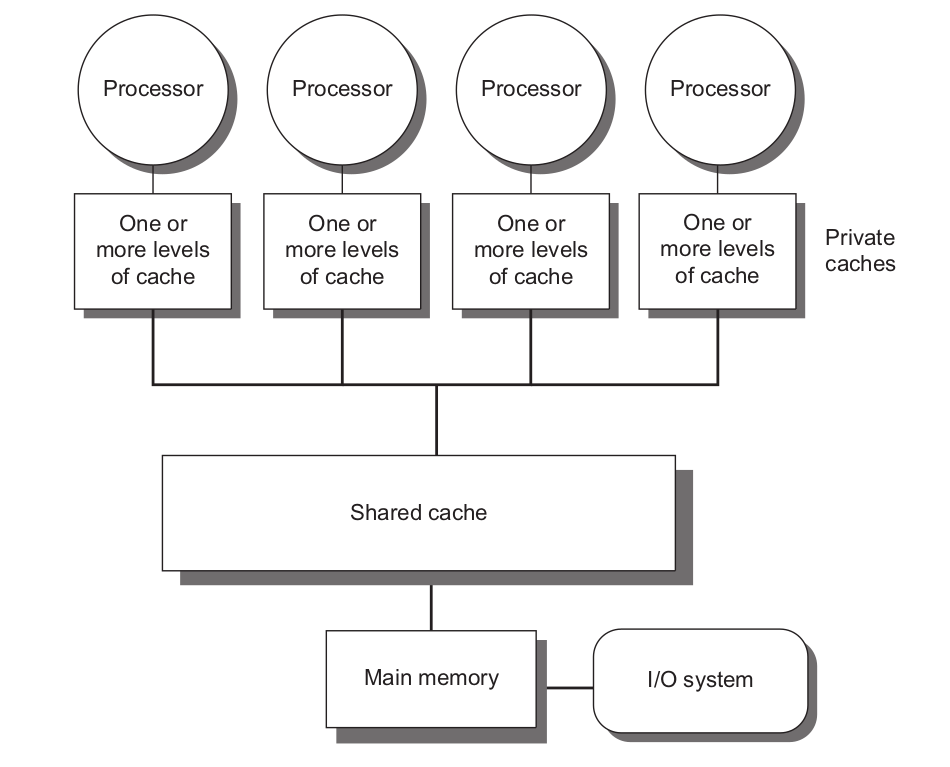 Processor
Processor
Processor
Processor
One or
more levels
of cache
One or
more levels
of cache
One or
more levels
of cache
One or
more levels
of cache
Private
caches
Shared cache
Main memory
I/O system